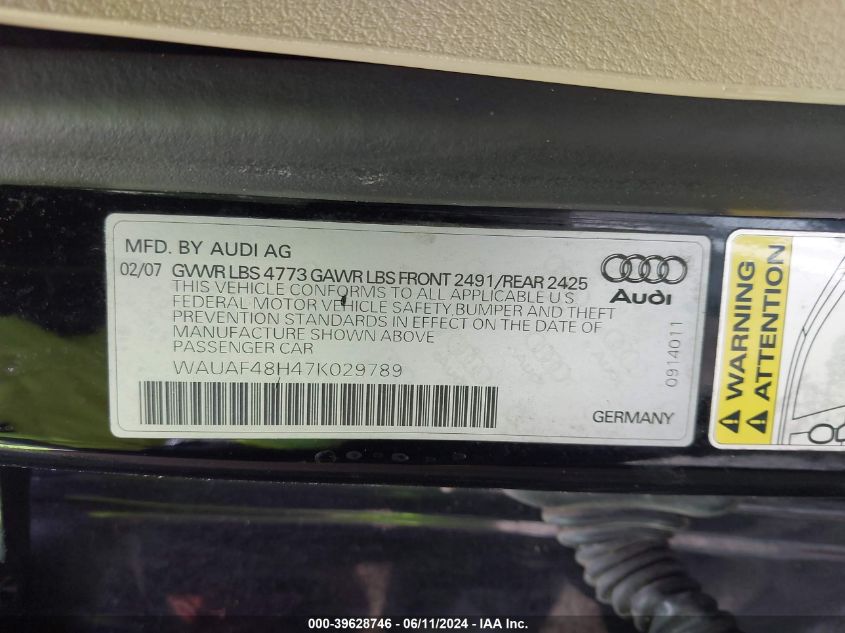 MFD. BY AUDI AG
02/07 GVWR LBS 4773 GAWR LBS FRONT 2491/REAR 2425
THIS VEHICLE CONFORMS TO ALL APPLICABLE U S
FEDERAL MOTOR VEHICLE SAFETY,BUMPER AND THEFT
PREVENTION STANDARDS IN EFFECT ON THE DATE OF
MANUFACTURE SHOWN ABOVE
PASSENGER CAR
WAUAF48H47K029789
GERMANY
Audi
0914011
WARNING
ATTENTION
000-39628746 - 06/11/2024 - IAA Inc.